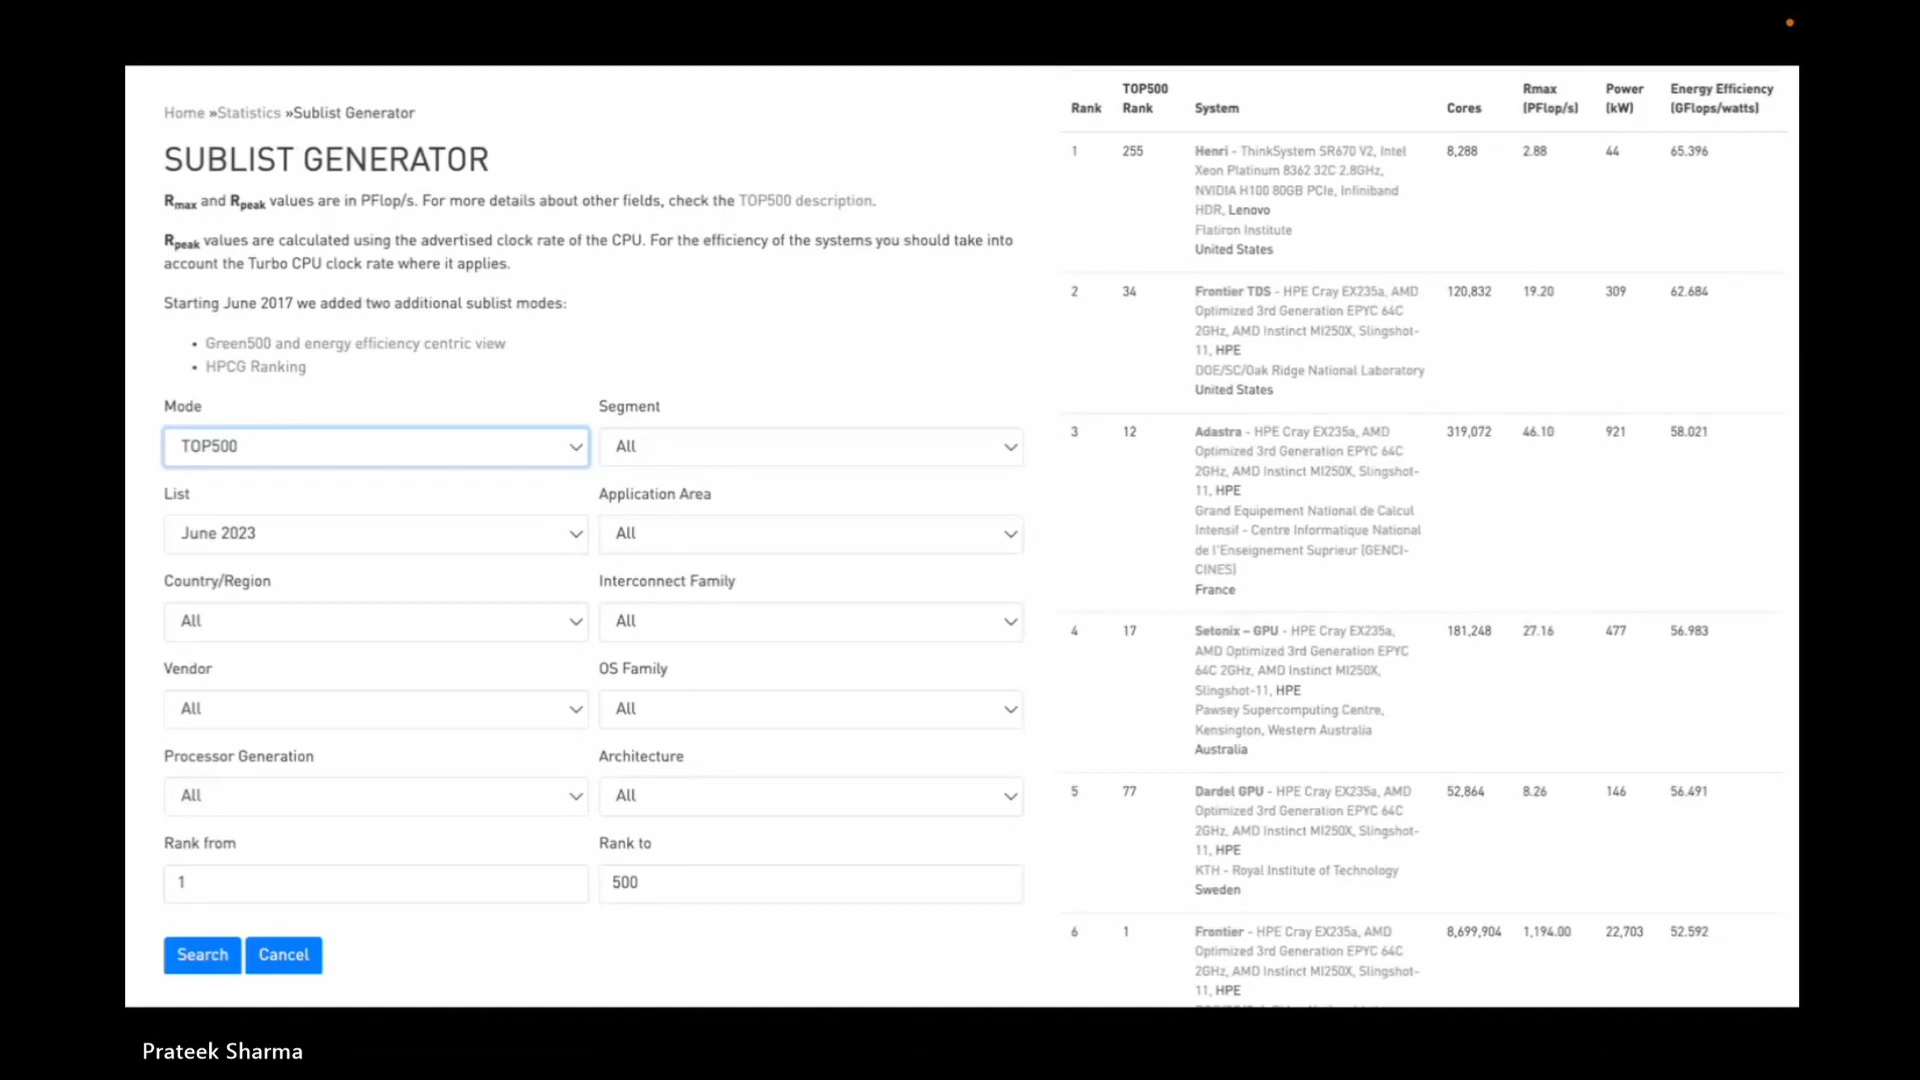 Home »Statistics »Sublist Generator
SUBLIST GENERATOR
Rmax and Rpeak values are in PFlop/s. For more details about other fields, check the TOP500 description.
Rpeak values are calculated using the advertised clock rate of the CPU. For the efficiency of the systems you should take into
account the Turbo CPU clock rate where it applies.
Starting June 2017 we added two additional sublist modes:
• Green500 and energy efficiency centric view
• HPCG Ranking
Mode Segment
TOP500 All
List Application Area
June 2023 All
Country/Region Interconnect Family
All All
Vendor OS Family
All All
Processor Generation Architecture
All All
Rank from Rank to
1 500
Search Cancel
TOP500 Rmax Power Energy Efficiency
Rank Rank System Cores (PFlop/s) (kW) (GFlops/watts)
1 255 Henri - ThinkSystem SR670 V2, Intel 8,288 2.88 44 65.396
Xeon Platinum 8362 32C 2.8GHz,
NVIDIA H100 80GB PCIe, Infiniband
HDR, Lenovo
Flatiron Institute
United States
2 34 Frontier TDS - HPE Cray EX235a, AMD 120,832 19.20 309 62.684
Optimized 3rd Generation EPYC 64C
2GHz, AMD Instinct MI250X, Slingshot-
11, HPE
DOE/SC/Oak Ridge National Laboratory
United States
3 12 Adastra - HPE Cray EX235a, AMD 319,072 46.10 921 58.021
Optimized 3rd Generation EPYC 64C
2GHz, AMD Instinct MI250X, Slingshot-
11, HPE
Grand Equipement National de Calcul
Intensif - Centre Informatique National
de l'Enseignement Suprieur (GENCI-
CINES)
France
4 17 Setonix – GPU - HPE Cray EX235a, 181,248 27.16 477 56.983
AMD Optimized 3rd Generation EPYC
64C 2GHz, AMD Instinct MI250X,
Slingshot-11, HPE
Pawsey Supercomputing Centre,
Kensington, Western Australia
Australia
5 77 Dardel GPU - HPE Cray EX235a, AMD 52,864 8.26 146 56.491
Optimized 3rd Generation EPYC 64C
2GHz, AMD Instinct MI250X, Slingshot-
11, HPE
KTH - Royal Institute of Technology
Sweden
6 1 Frontier - HPE Cray EX235a, AMD 8,699,904 1,194.00 22,703 52.592
Optimized 3rd Generation EPYC 64C
2GHz, AMD Instinct MI250X, Slingshot-
11, HPE
Prateek Sharma